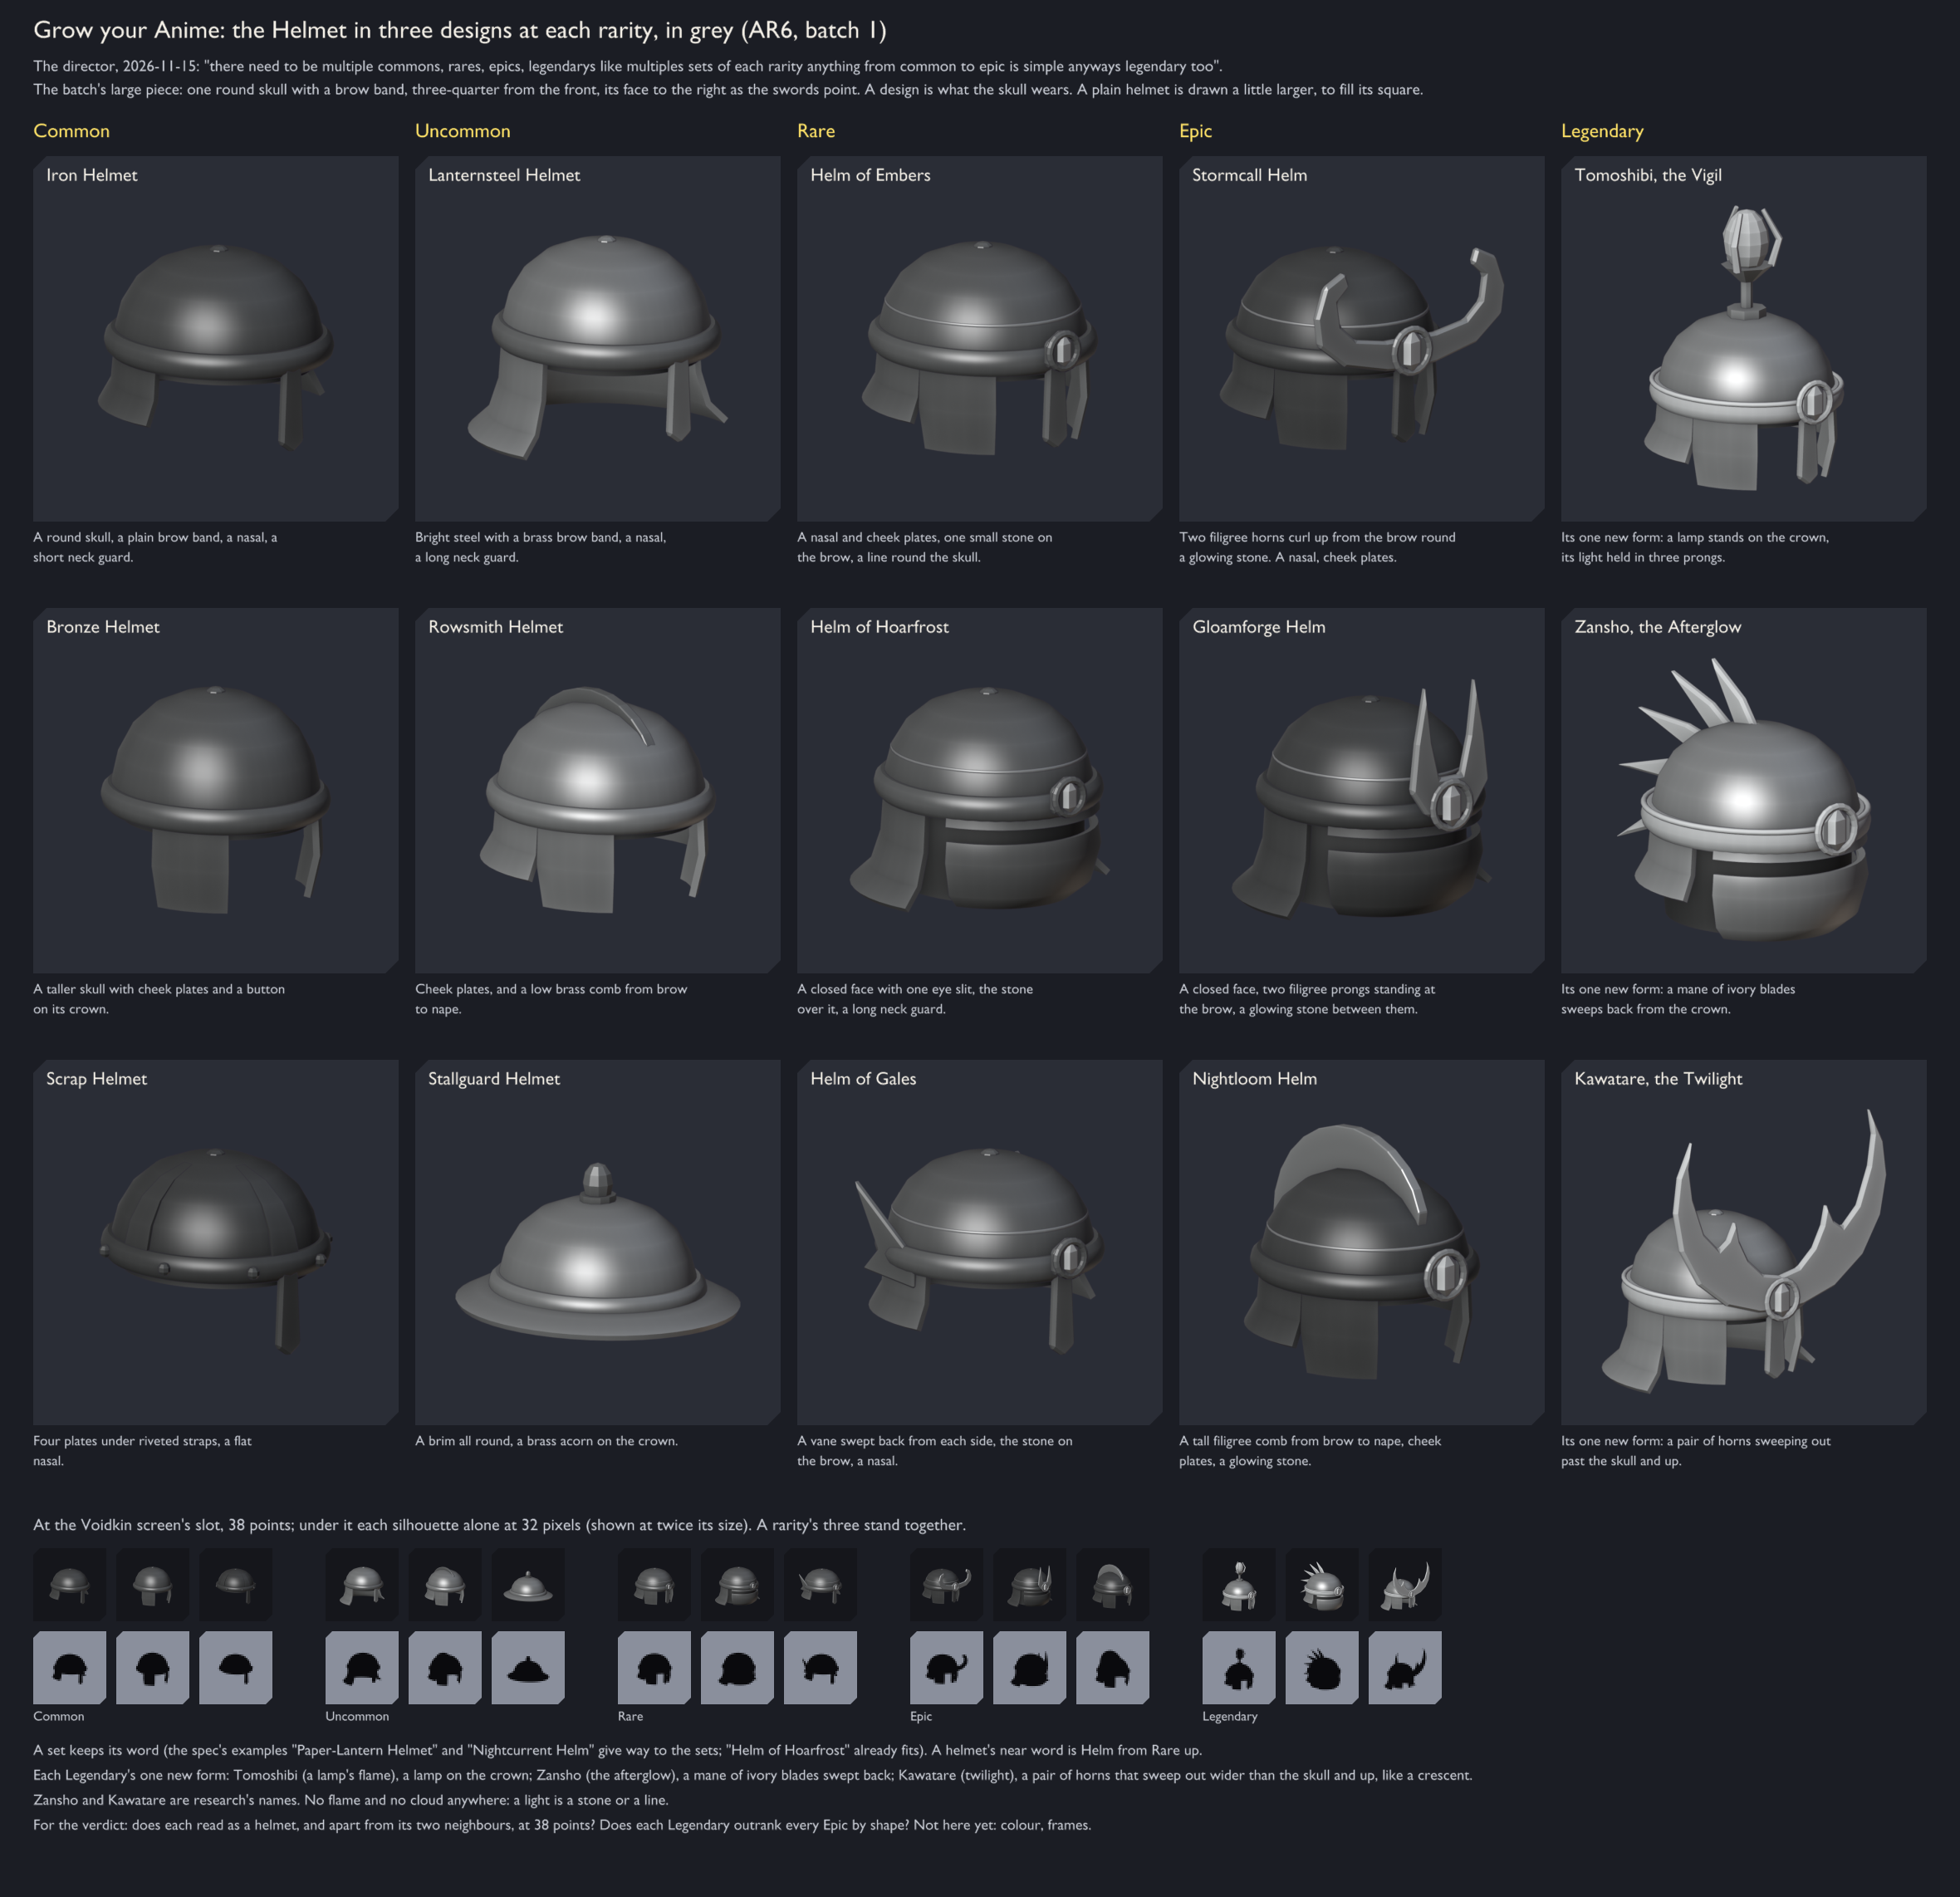 Grow your Anime: the Helmet in three designs at each rarity, in grey (AR6, batch 1)
The director, 2026-11-15: "there need to be multiple commons, rares, epics, legendarys like multiples sets of each rarity anything from common to epic is simple anyways legendary too".
The batch's large piece: one round skull with a brow band, three-quarter from the front, its face to the right as the swords point. A design is what the skull wears. A plain helmet is drawn a little larger, to fill its square.
Common
Uncommon
Rare
Epic
Legendary
Iron Helmet
Lanternsteel Helmet
Helm of Embers
Stormcall Helm
Tomoshibi, the Vigil
A round skull, a plain brow band, a nasal, a
short neck guard.
Bright steel with a brass brow band, a nasal,
a long neck guard.
A nasal and cheek plates, one small stone on
the brow, a line round the skull.
Two filigree horns curl up from the brow round
a glowing stone. A nasal, cheek plates.
Its one new form: a lamp stands on the crown,
its light held in three prongs.
Bronze Helmet
Rowsmith Helmet
Helm of Hoarfrost
Gloamforge Helm
Zansho, the Afterglow
A taller skull with cheek plates and a button
on its crown.
Cheek plates, and a low brass comb from brow
to nape.
A closed face with one eye slit, the stone
over it, a long neck guard.
A closed face, two filigree prongs standing at
the brow, a glowing stone between them.
Its one new form: a mane of ivory blades
sweeps back from the crown.
Scrap Helmet
Stallguard Helmet
Helm of Gales
Nightloom Helm
Kawatare, the Twilight
Four plates under riveted straps, a flat
nasal.
A brim all round, a brass acorn on the crown.
A vane swept back from each side, the stone on
the brow, a nasal.
A tall filigree comb from brow to nape, cheek
plates, a glowing stone.
Its one new form: a pair of horns sweeping out
past the skull and up.
At the Voidkin screen's slot, 38 points; under it each silhouette alone at 32 pixels (shown at twice its size). A rarity's three stand together.
Common
Uncommon
Rare
Epic
Legendary
A set keeps its word (the spec's examples "Paper-Lantern Helmet" and "Nightcurrent Helm" give way to the sets; "Helm of Hoarfrost" already fits). A helmet's near word is Helm from Rare up.
Each Legendary's one new form: Tomoshibi (a lamp's flame), a lamp on the crown; Zansho (the afterglow), a mane of ivory blades swept back; Kawatare (twilight), a pair of horns that sweep out wider than the skull and up, like a crescent.
Zansho and Kawatare are research's names. No flame and no cloud anywhere: a light is a stone or a line.
For the verdict: does each read as a helmet, and apart from its two neighbours, at 38 points? Does each Legendary outrank every Epic by shape? Not here yet: colour, frames.